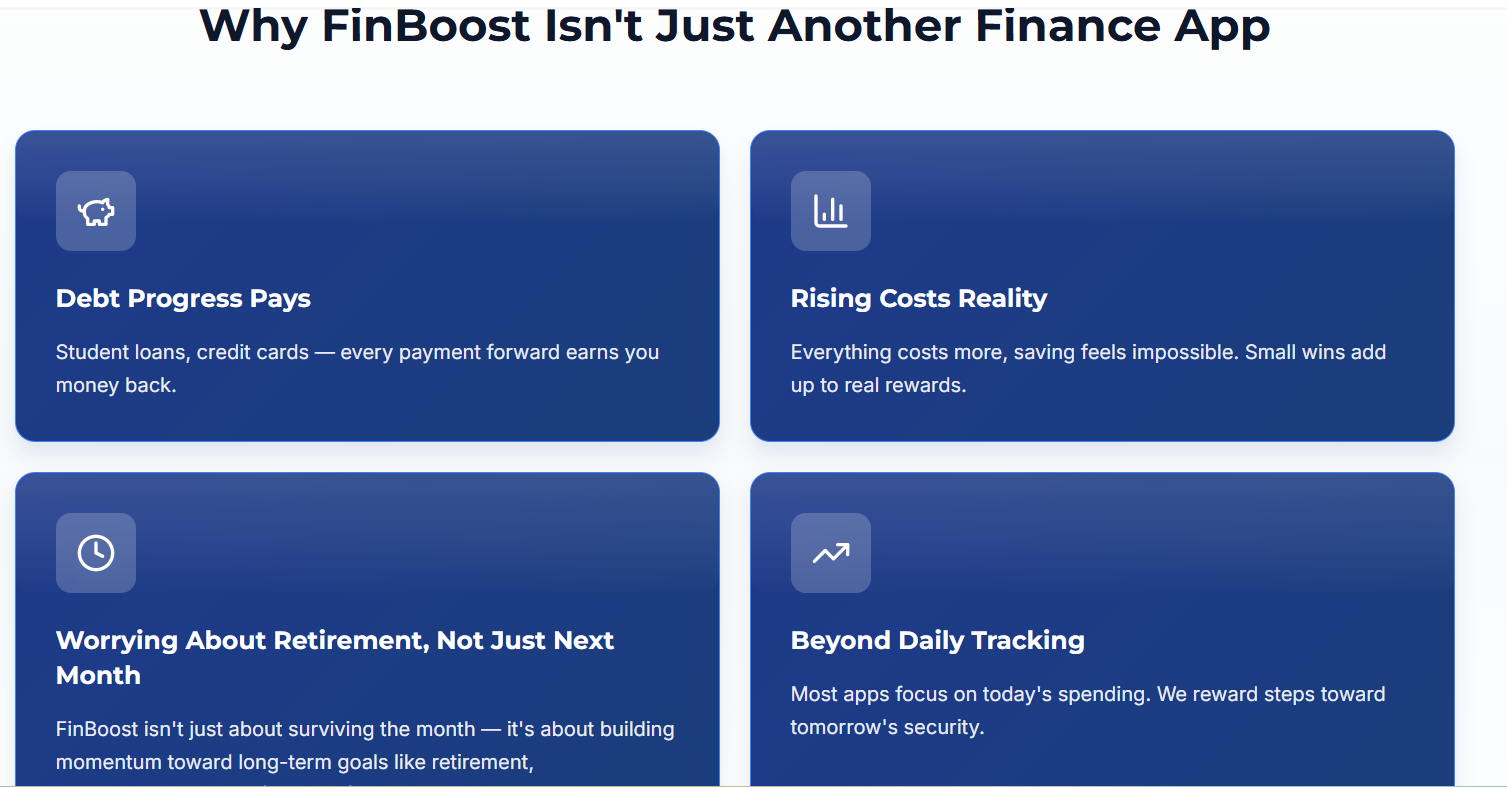 Why FinBoost Isn't Just Another Finance App
Debt Progress Pays
Student loans, credit cards — every payment forward earns you
money back.
Rising Costs Reality
Everything costs more, saving feels impossible. Small wins add
up to real rewards.
Worrying About Retirement, Not Just Next
Month
FinBoost isn't just about surviving the month — it's about building
momentum toward long-term goals like retirement,
Beyond Daily Tracking
Most apps focus on today's spending. We reward steps toward
tomorrow's security.